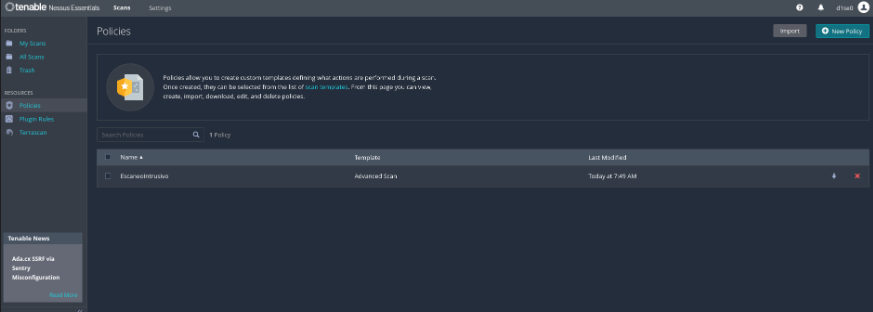 tenable Nessus Essentials Scans Settings d1se0
FOLDERS
My Scans
All Scans
Trash
RESOURCES
Policies
Plugin Rules
Terrascan
Tenable News
Ada.cx SSRF via
Sentry
Misconfiguration
Read More
Policies
Import New Policy
Policies allow you to create custom templates defining what actions are performed during a scan.
Once created, they can be selected from the list of scan templates. From this page you can view,
create, import, download, edit, and delete policies.
Search Policies 1 Policy
Name Template Last Modified
EscaneoIntrusivo Advanced Scan Today at 7:49 AM